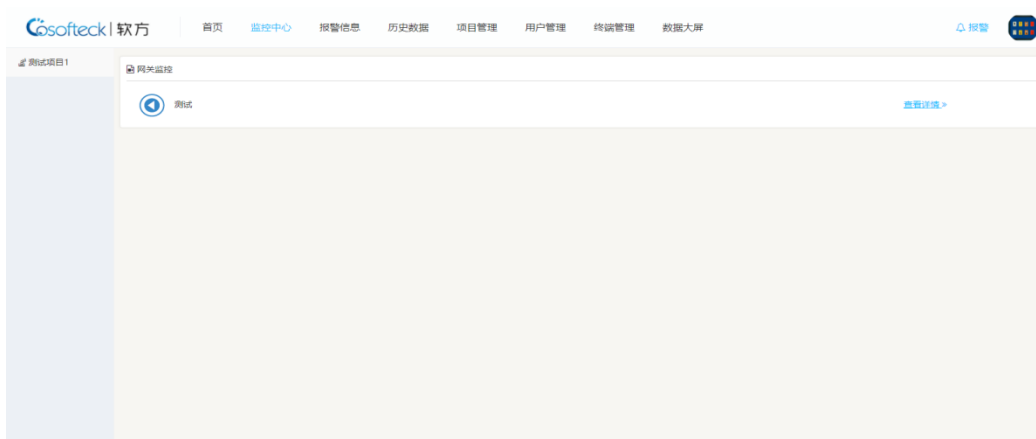 Cosofteck 软方 首页 监控中心 报警信息 历史数据 项目管理 用户管理 终端管理 数据大屏 报警
测试项目1
网关监控
测试 查看详情 »